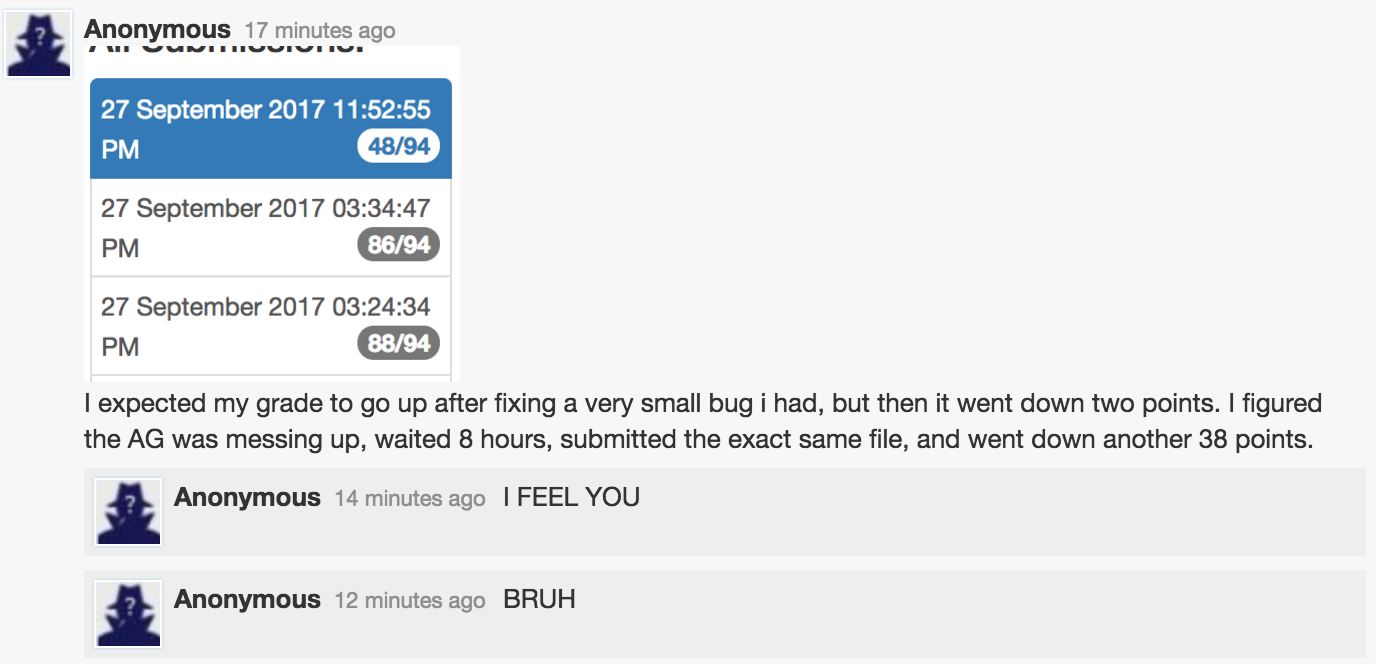 Anonymous 17 minutes ago
All Submissions:
27 September 2017 11:52:55
PM 48/94
27 September 2017 03:34:47
PM 86/94
27 September 2017 03:24:34
PM 88/94
I expected my grade to go up after fixing a very small bug i had, but then it went down two points. I figured
the AG was messing up, waited 8 hours, submitted the exact same file, and went down another 38 points.
Anonymous 14 minutes ago I FEEL YOU
Anonymous 12 minutes ago BRUH